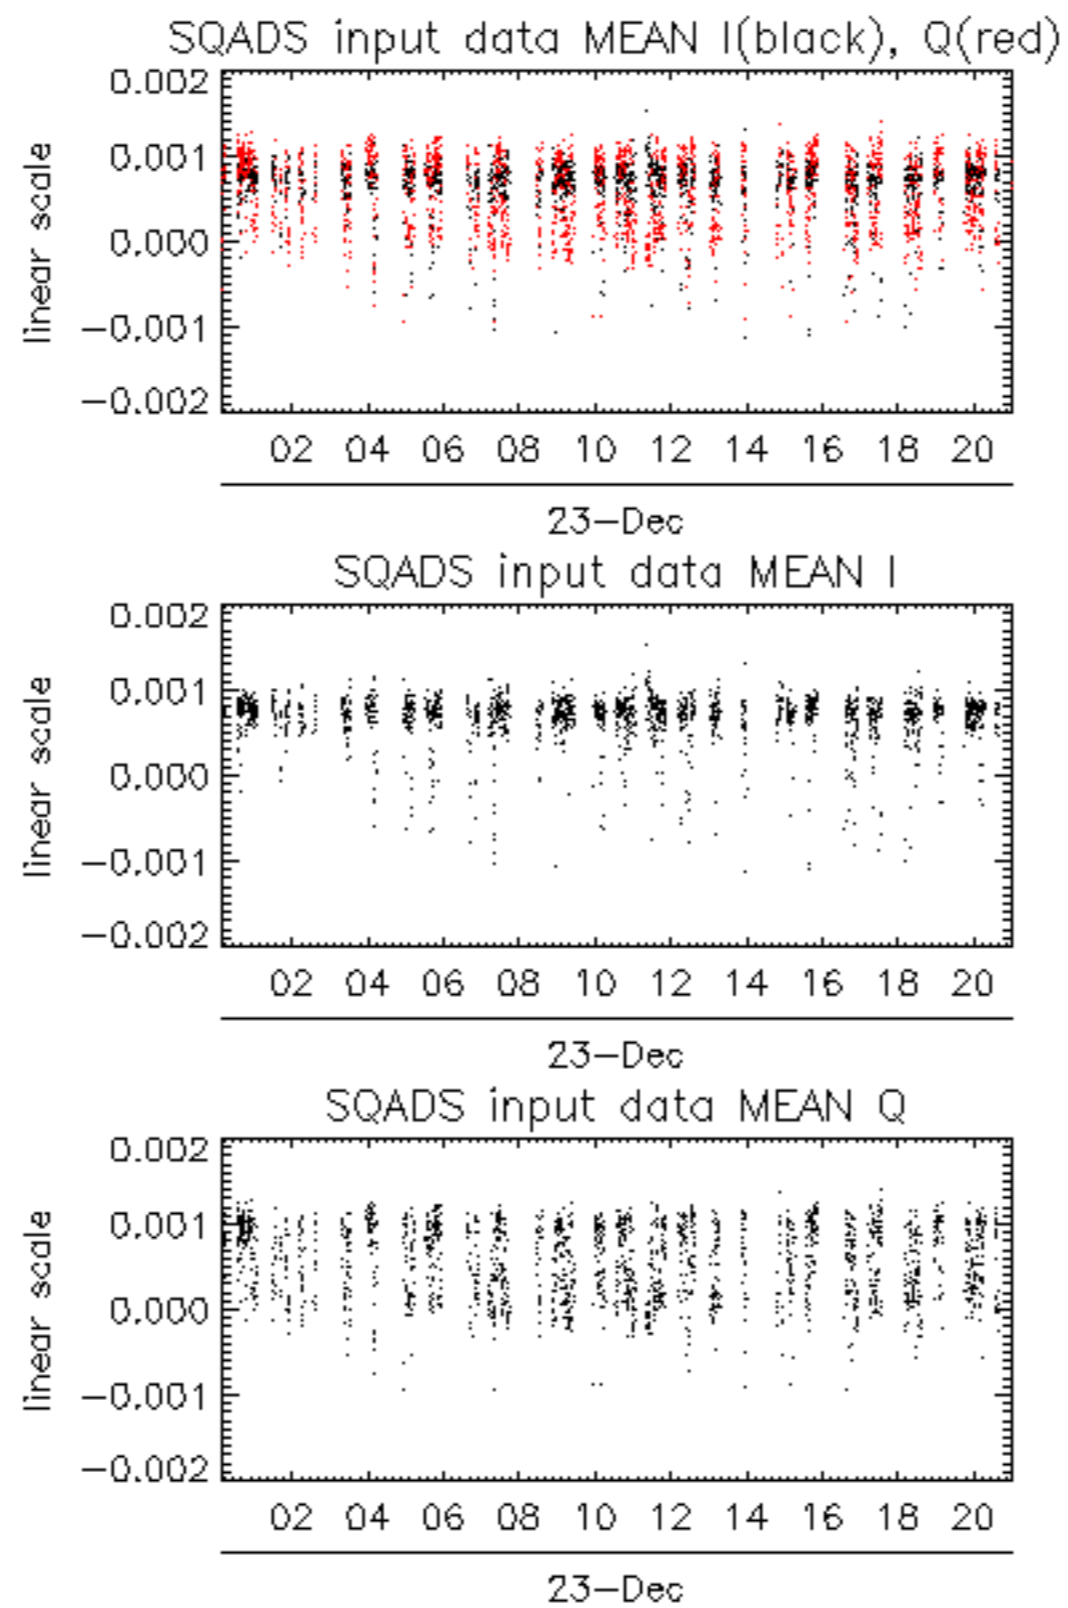 SQADS input data MEAN I(black), Q(red)
0.002
0.001
0.000
−0.001
−0.002
linear scale
02 04 06 08 10 12 14 16 18 20
23−Dec
SQADS input data MEAN I
0.002
0.001
0.000
−0.001
−0.002
linear scale
02 04 06 08 10 12 14 16 18 20
23−Dec
SQADS input data MEAN Q
0.002
0.001
0.000
−0.001
−0.002
linear scale
02 04 06 08 10 12 14 16 18 20
23−Dec